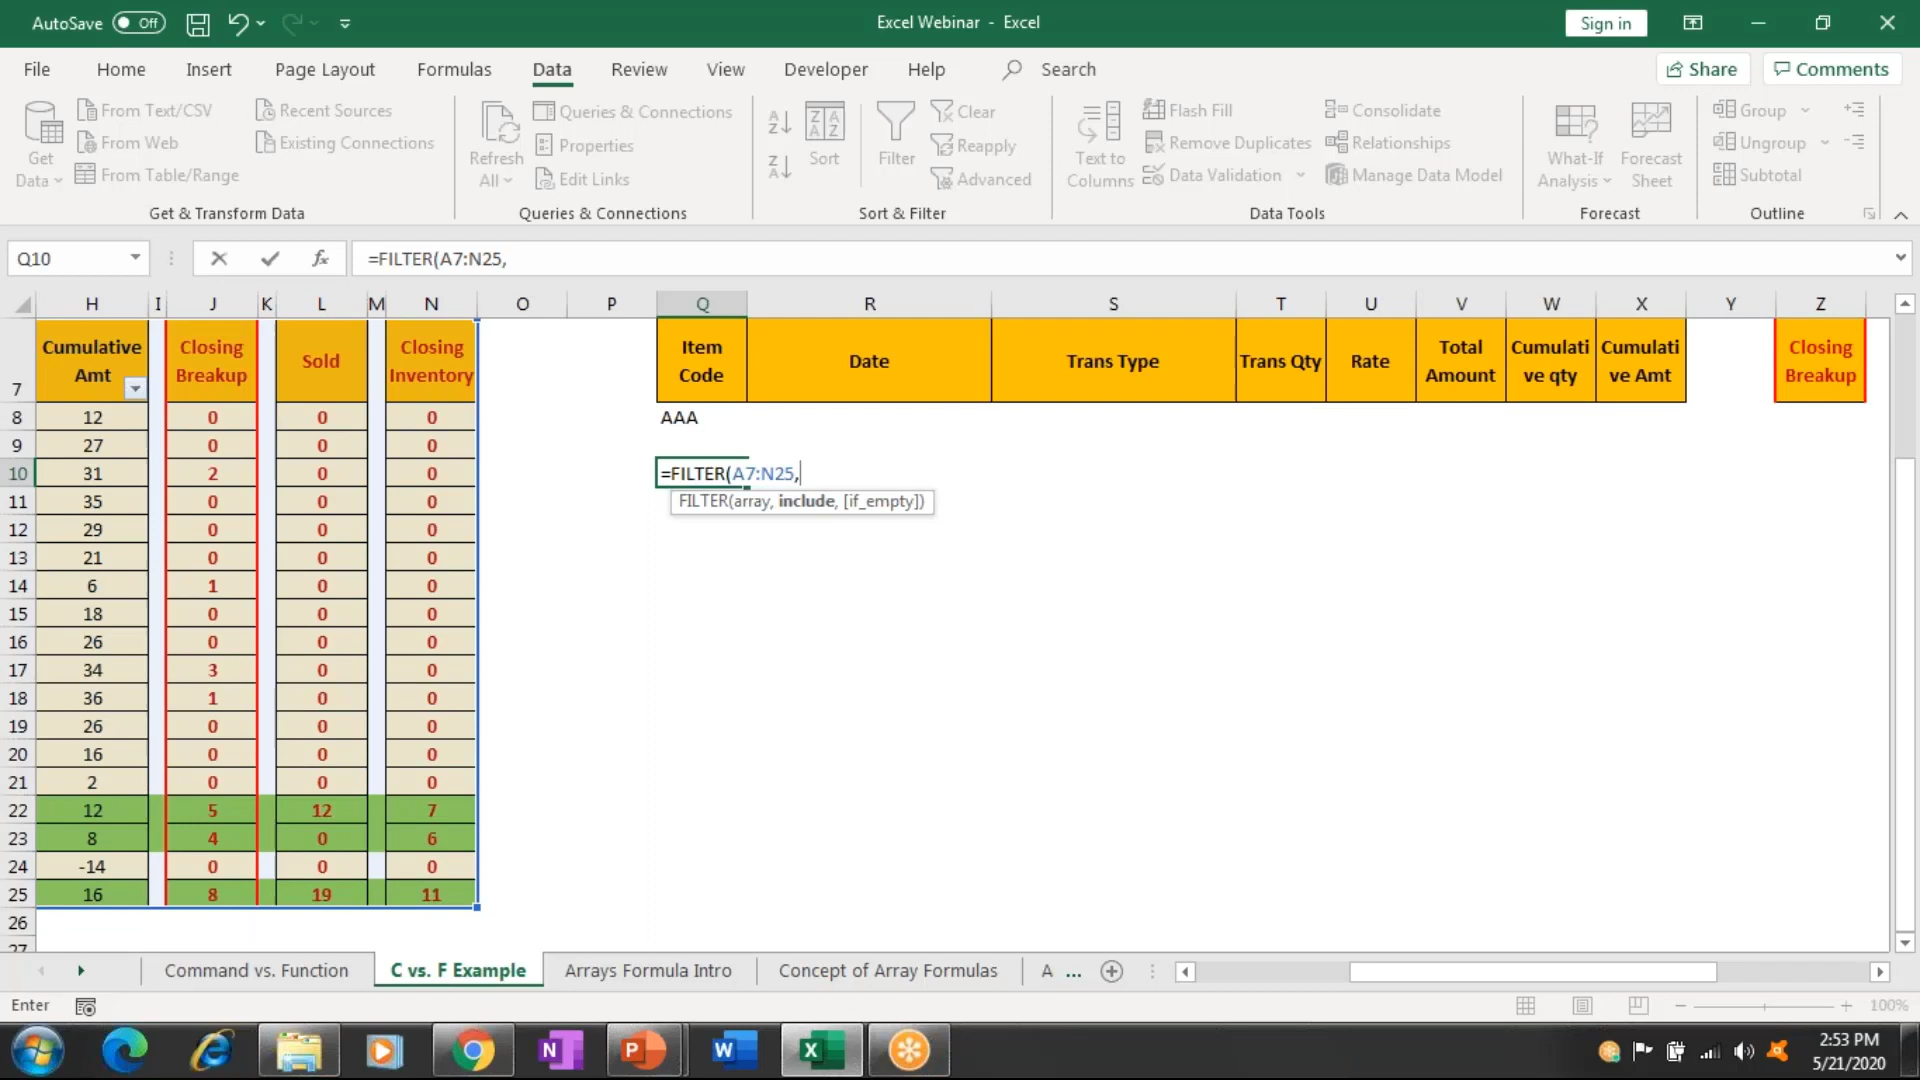 AutoSave Off
Excel Webinar - Excel
Sign in
File Home Insert Page Layout Formulas Data Review View Developer Help Search Share Comments
Get Data
From Text/CSV
From Web
From Table/Range
Recent Sources
Existing Connections
Get & Transform Data
Refresh All
Queries & Connections
Properties
Edit Links
Queries & Connections
Sort
Filter
Clear
Reapply
Advanced
Sort & Filter
Text to Columns
Flash Fill
Remove Duplicates
Data Validation
Consolidate
Relationships
Manage Data Model
Data Tools
What-If Analysis
Forecast Sheet
Forecast
Group
Ungroup
Subtotal
Outline
Q10 fx =FILTER(A7:N25,
H I J K L M N O P Q R S T U V W X Y Z
7 Cumulative Amt Closing Breakup Sold Closing Inventory Item Code Date Trans Type Trans Qty Rate Total Amount Cumulati ve qty Cumulati ve Amt Closing Breakup
8 12 0 0 0 AAA
9 27 0 0 0
10 31 2 0 0 =FILTER(A7:N25,
FILTER(array, include, [if_empty])
11 35 0 0 0
12 29 0 0 0
13 21 0 0 0
14 6 1 0 0
15 18 0 0 0
16 26 0 0 0
17 34 3 0 0
18 36 1 0 0
19 26 0 0 0
20 16 0 0 0
21 2 0 0 0
22 12 5 12 7
23 8 4 0 6
24 -14 0 0 0
25 16 8 19 11
26
27
Command vs. Function C vs. F Example Arrays Formula Intro Concept of Array Formulas A ...
Enter 100%
2:53 PM
5/21/2020